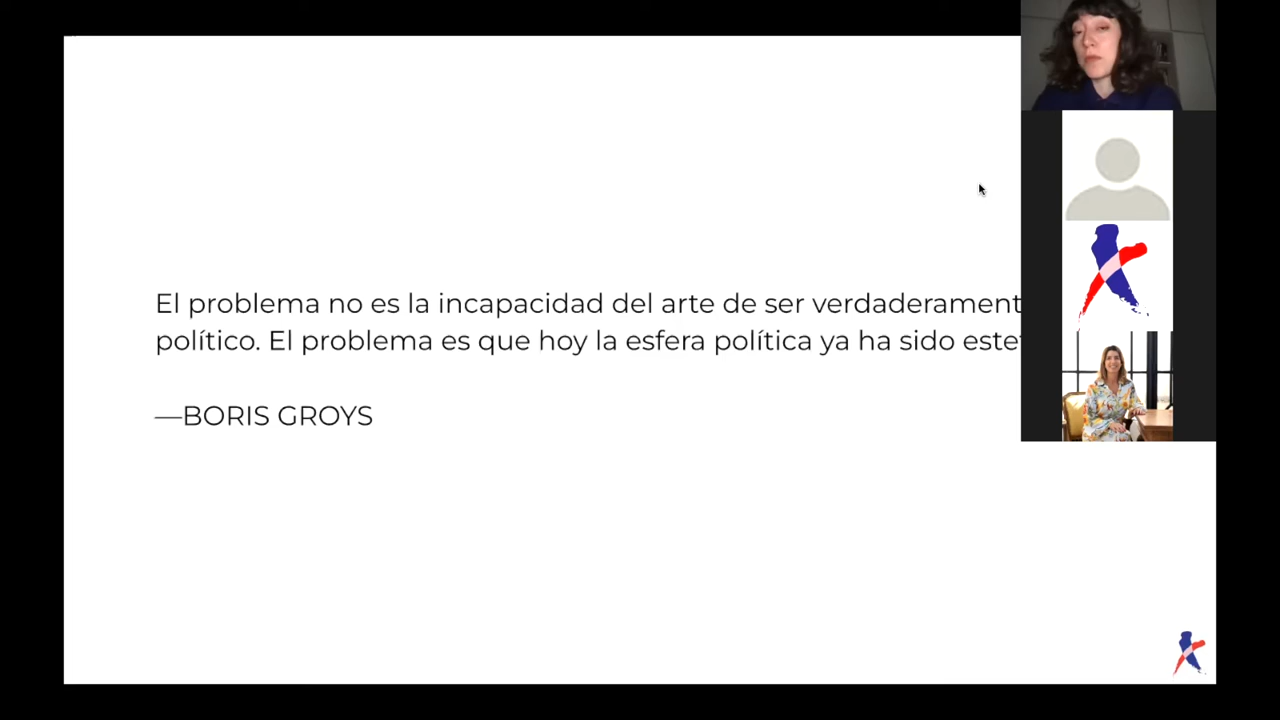 El problema no es la incapacidad del arte de ser verdaderament
político. El problema es que hoy la esfera política ya ha sido este
—BORIS GROYS